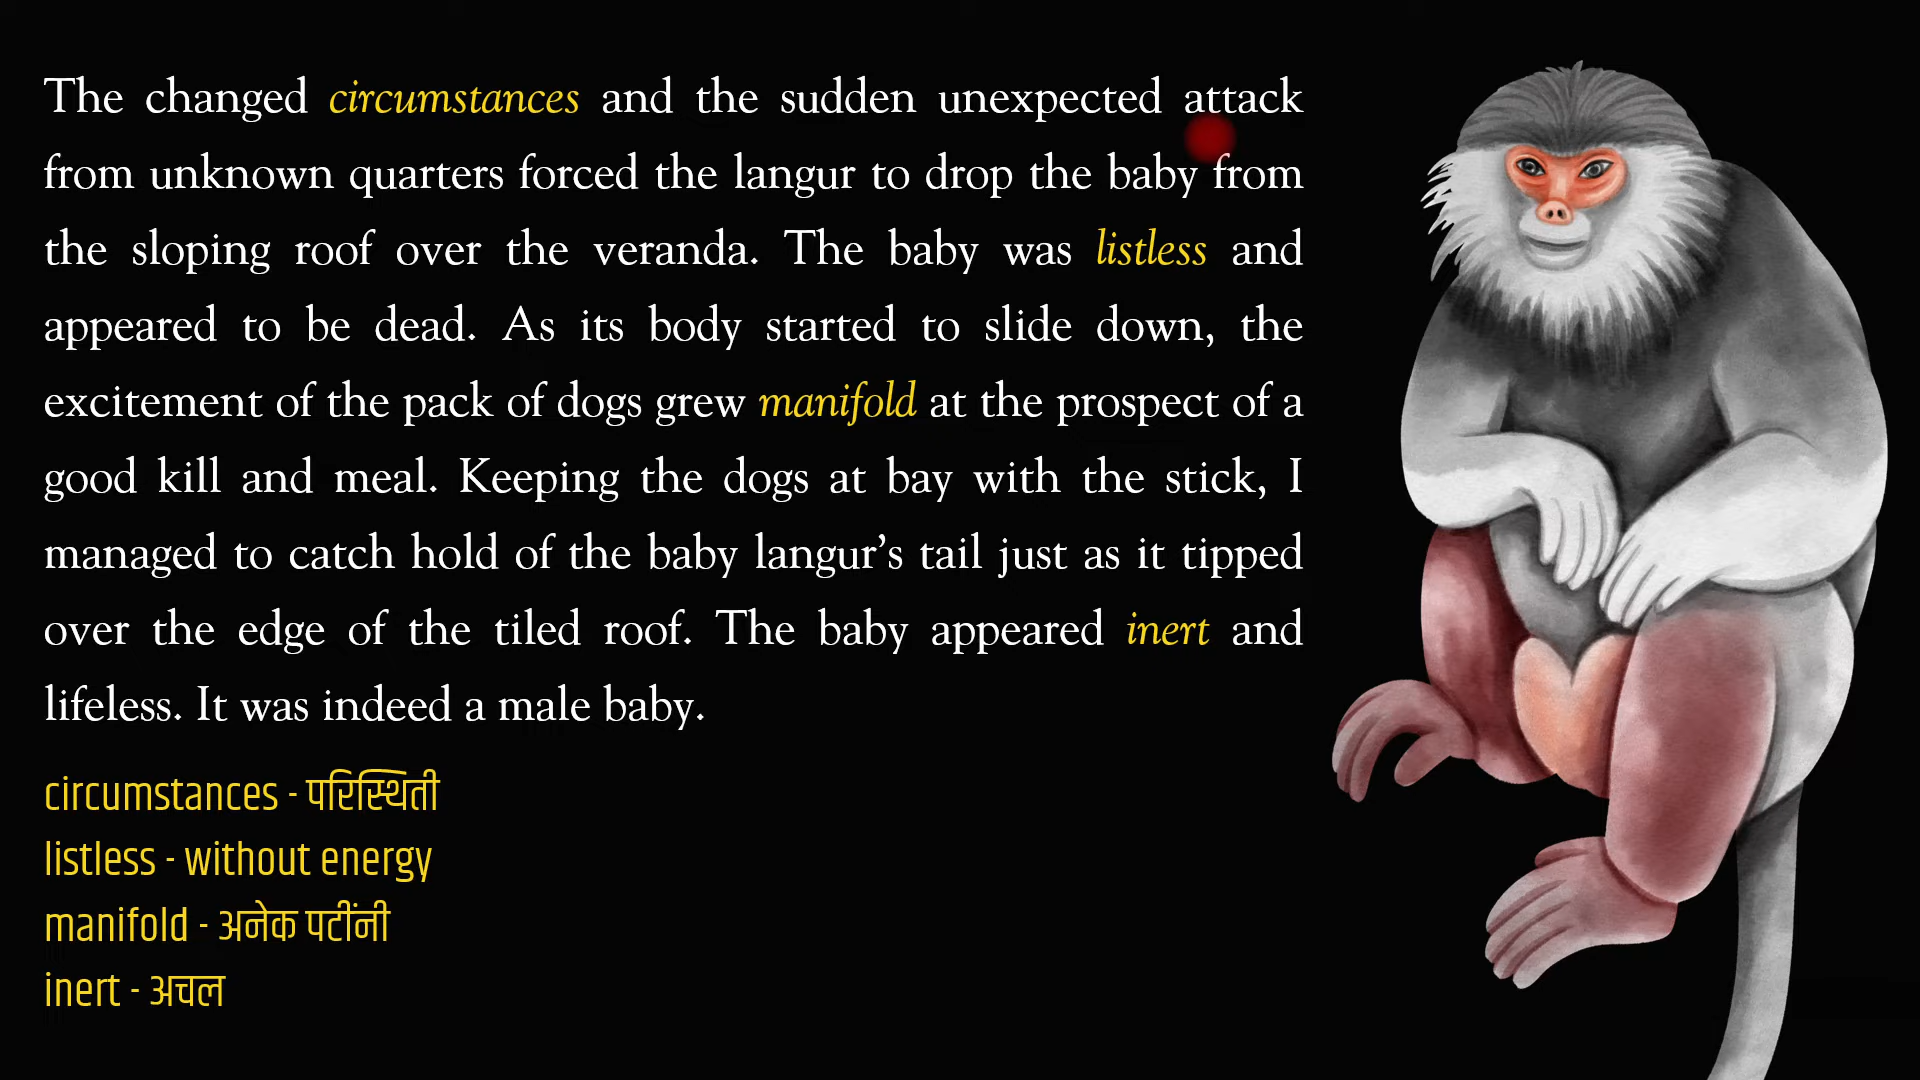 The changed circumstances and the sudden unexpected attack
from unknown quarters forced the langur to drop the baby from
the sloping roof over the veranda. The baby was listless and
appeared to be dead. As its body started to slide down, the
excitement of the pack of dogs grew manifold at the prospect of a
good kill and meal. Keeping the dogs at bay with the stick, I
managed to catch hold of the baby langur’s tail just as it tipped
over the edge of the tiled roof. The baby appeared inert and
lifeless. It was indeed a male baby.
circumstances - परिस्थिती
listless - without energy
manifold - अनेक पटींनी
inert - अचल